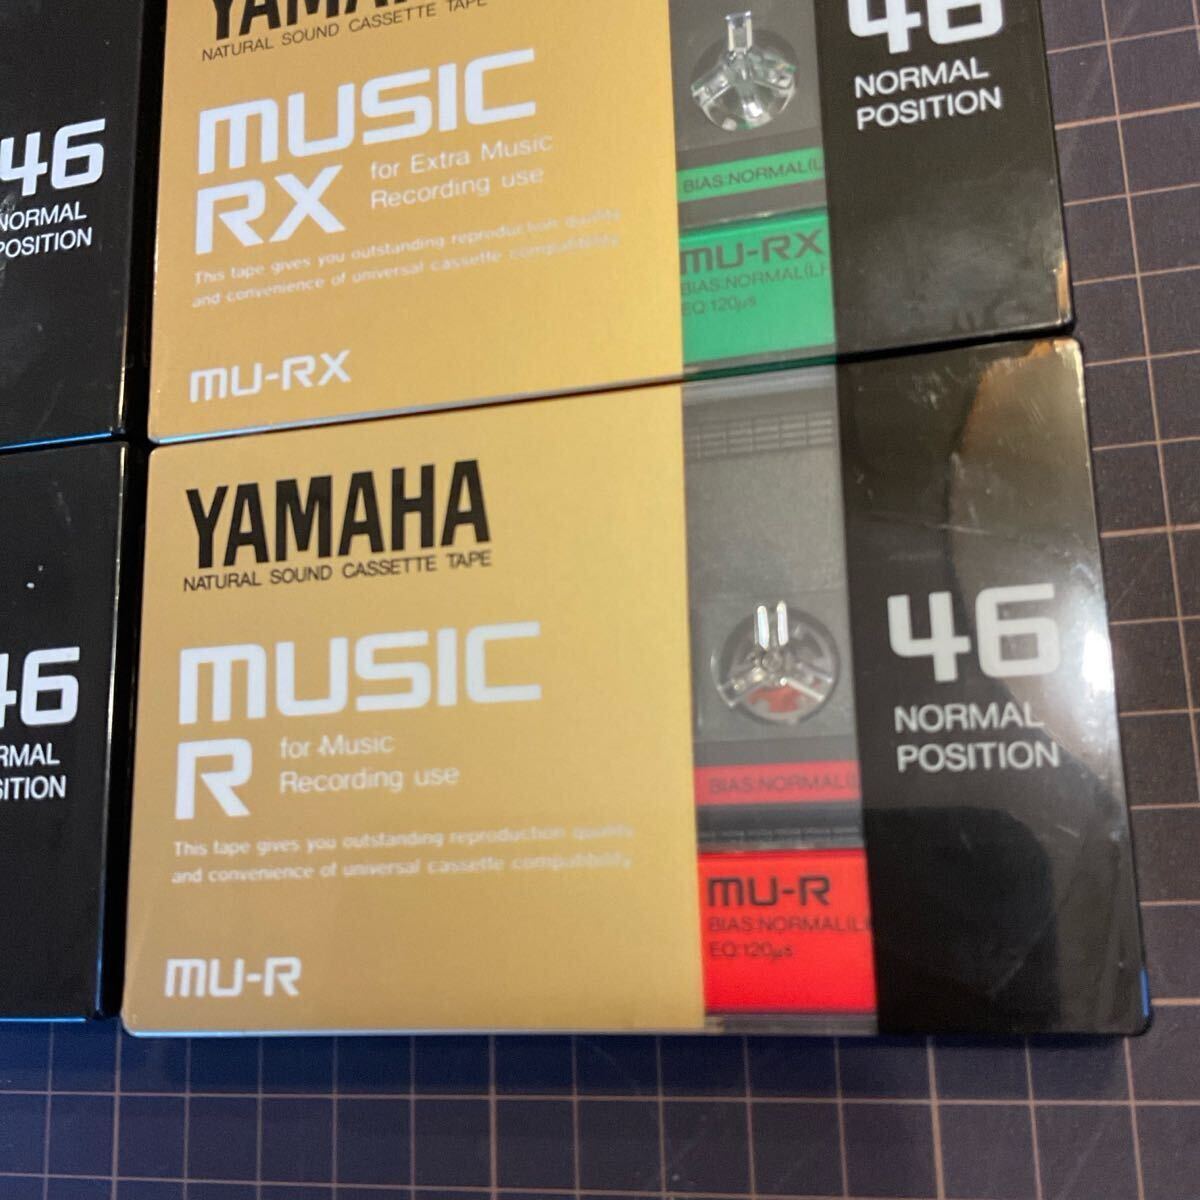 46
NORMAL
POSITION
46
YAMAHA
NATURAL SOUND CASSETTE TAPE
MUSIC
RX
for Extra Music
Recording use
This tape gives you outstanding reproduction quality
and convenience of universal cassette compatibility.
MU-RX
BIAS:NORMAL(L
MU-RX
BIAS:NORMAL(LH
EQ:120μs
46
NORMAL
POSITION
YAMAHA
NATURAL SOUND CASSETTE TAPE
MUSIC
R
for Music
Recording use
This tape gives you outstanding reproduction quality
and convenience of universal cassette compatibility.
MU-R
BIAS:NORMAL(L
MU-R
BIAS:NORMAL(L
EQ:120μs
46
NORMAL
POSITION